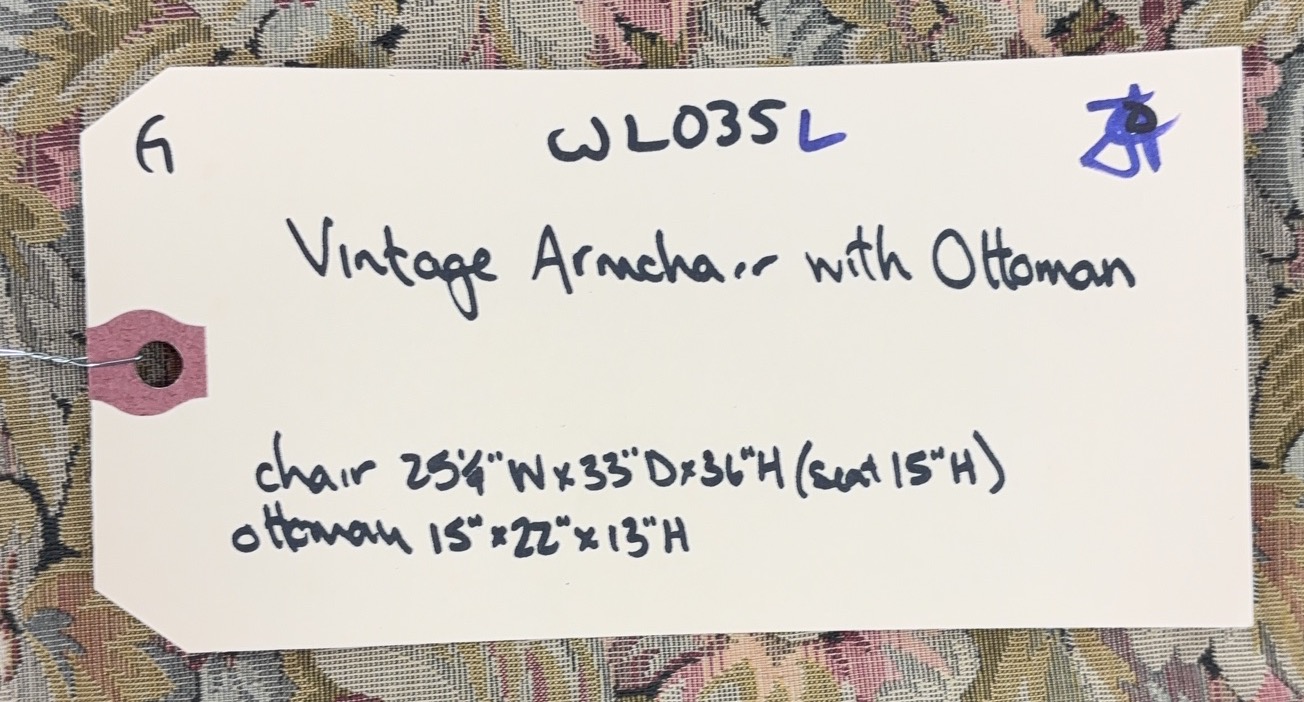 G
WL035L
Vintage Armchair with Ottoman
chair 25¼" W x 33" D x 36" H (seat 15" H)
ottoman 15" x 22" x 13" H